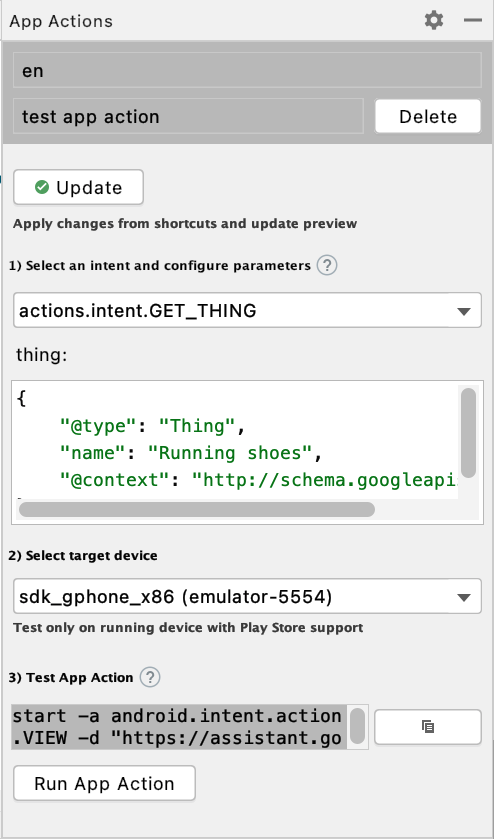 App Actions
en
test app action
Delete
Update
Apply changes from shortcuts and update preview
1) Select an intent and configure parameters ?
actions.intent.GET_THING
thing:
{
"@type": "Thing",
"name": "Running shoes",
"@context": "http://schema.googleapi
2) Select target device
sdk_gphone_x86 (emulator-5554)
Test only on running device with Play Store support
3) Test App Action ?
start -a android.intent.action
.VIEW -d "https://assistant.go
Run App Action